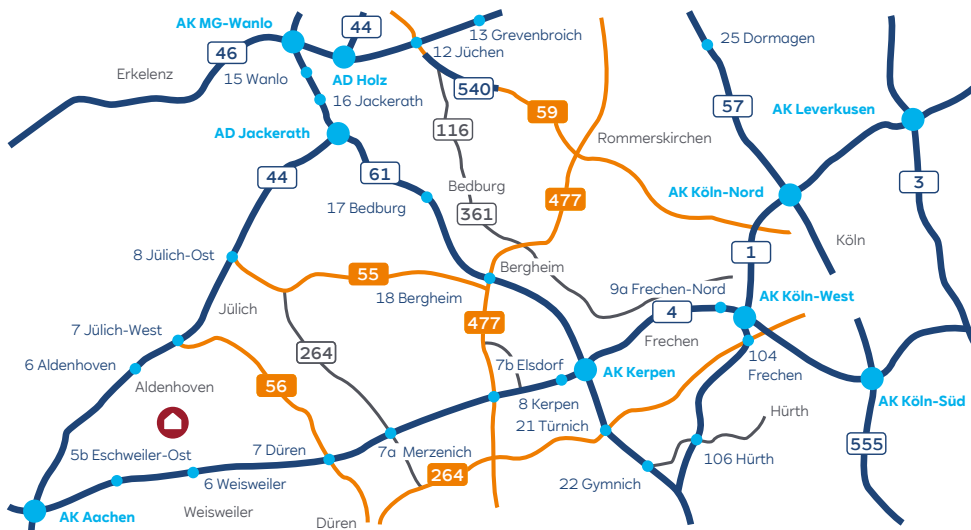 AK MG-Wanlo
44
13 Grevenbroich
25 Dormagen
12 Jüchen
46
15 Wanlo
AD Holz
Erkelenz
540
16 Jackerath
57
59
AK Leverkusen
AD Jackerath
116
Rommerskirchen
44
61
3
Bedburg
477
AK Köln-Nord
17 Bedburg
361
Köln
8 Jülich-Ost
1
Bergheim
55
9a Frechen-Nord
18 Bergheim
AK Köln-West
Jülich
4
477
7 Jülich-West
Frechen
264
104
Frechen
6 Aldenhoven
7b Elsdorf
AK Kerpen
Aldenhoven
56
AK Köln-Süd
8 Kerpen
Hürth
21 Türnich
555
7 Düren
7a Merzenich
5b Eschweiler-Ost
106 Hürth
264
6 Weisweiler
22 Gymnich
AK Aachen
Weisweiler
Düren